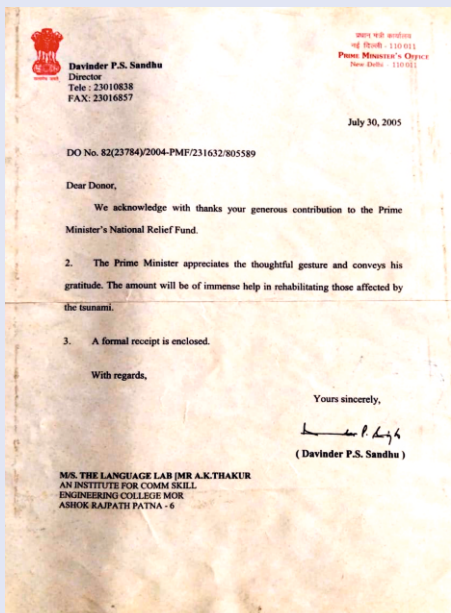 प्रधान मंत्री कार्यालय
नई दिल्ली - 110 011
PRIME MINISTER'S OFFICE
New Delhi - 110 011
Davinder P.S. Sandhu
Director
Tele : 23010838
FAX: 23016857
July 30, 2005
DO No. 82(23784)/2004-PMF/231632/805589
Dear Donor,
We acknowledge with thanks your generous contribution to the Prime
Minister's National Relief Fund.
2. The Prime Minister appreciates the thoughtful gesture and conveys his
gratitude. The amount will be of immense help in rehabilitating those affected by
the tsunami.
3. A formal receipt is enclosed.
With regards,
Yours sincerely,
( Davinder P.S. Sandhu )
M/S. THE LANGUAGE LAB [MR A.K.THAKUR
AN INSTITUTE FOR COMM SKILL
ENGINEERING COLLEGE MOR
ASHOK RAJPATH PATNA - 6